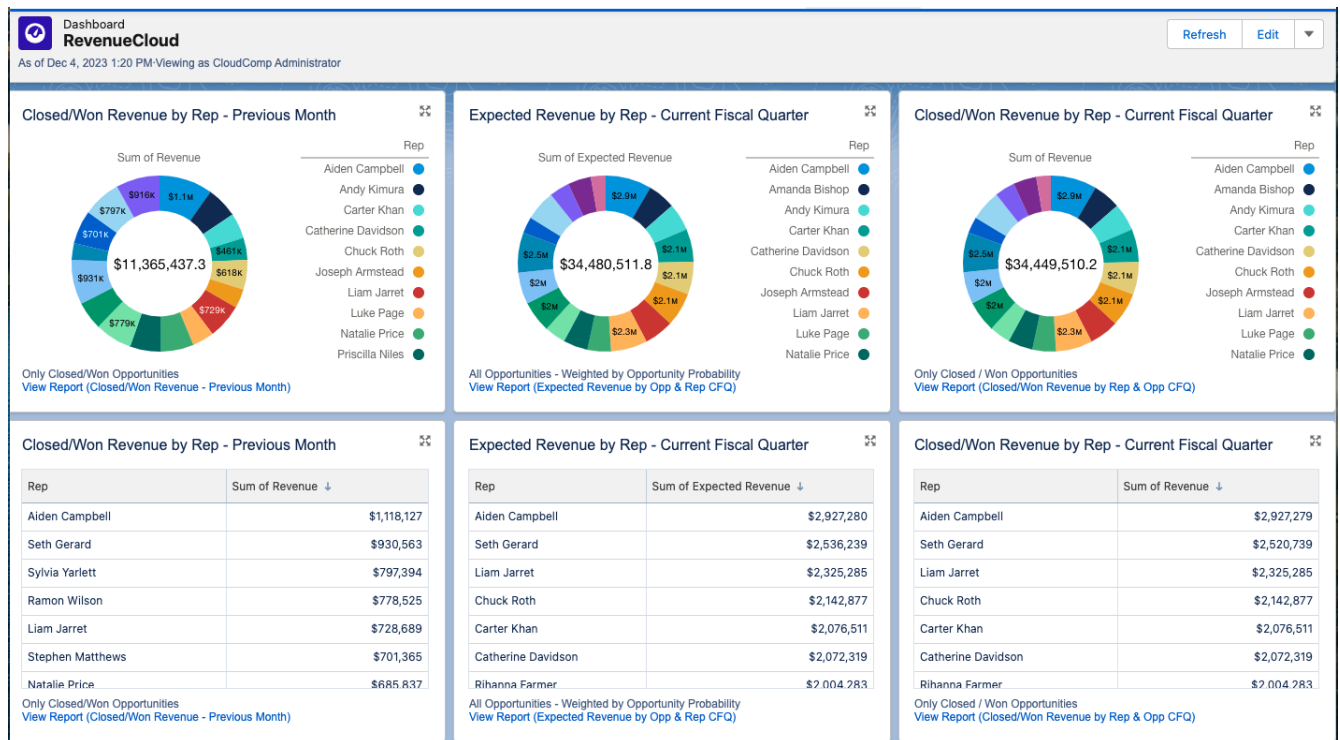 Dashboard
RevenueCloud
As of Dec 4, 2023 1:20 PM·Viewing as CloudComp Administrator
Refresh
Edit
Closed/Won Revenue by Rep - Previous Month
Sum of Revenue
Rep
Aiden Campbell
Andy Kimura
Carter Khan
Catherine Davidson
Chuck Roth
Joseph Armstead
Liam Jarret
Luke Page
Natalie Price
Priscilla Niles
$1.1M
$461K
$618K
$729K
$779K
$931K
$701K
$797K
$916K
$11,365,437.3
Only Closed/Won Opportunities
View Report (Closed/Won Revenue - Previous Month)
Expected Revenue by Rep - Current Fiscal Quarter
Sum of Expected Revenue
Rep
Aiden Campbell
Amanda Bishop
Andy Kimura
Carter Khan
Catherine Davidson
Chuck Roth
Joseph Armstead
Liam Jarret
Luke Page
Natalie Price
$2.9M
$2.1M
$2.1M
$2.1M
$2.3M
$2M
$2M
$2.5M
$34,480,511.8
All Opportunities - Weighted by Opportunity Probability
View Report (Expected Revenue by Opp & Rep CFQ)
Closed/Won Revenue by Rep - Current Fiscal Quarter
Sum of Revenue
Rep
Aiden Campbell
Amanda Bishop
Andy Kimura
Carter Khan
Catherine Davidson
Chuck Roth
Joseph Armstead
Liam Jarret
Luke Page
Natalie Price
$2.9M
$2.1M
$2.1M
$2.1M
$2.3M
$2M
$2M
$2.5M
$34,449,510.2
Only Closed / Won Opportunities
View Report (Closed/Won Revenue by Rep & Opp CFQ)
Closed/Won Revenue by Rep - Previous Month
Rep Sum of Revenue ↓
Aiden Campbell $1,118,127
Seth Gerard $930,563
Sylvia Yarlett $797,394
Ramon Wilson $778,525
Liam Jarret $728,689
Stephen Matthews $701,365
Natalie Price $685,837
Only Closed/Won Opportunities
View Report (Closed/Won Revenue - Previous Month)
Expected Revenue by Rep - Current Fiscal Quarter
Rep Sum of Expected Revenue ↓
Aiden Campbell $2,927,280
Seth Gerard $2,536,239
Liam Jarret $2,325,285
Chuck Roth $2,142,877
Carter Khan $2,076,511
Catherine Davidson $2,072,319
Rihanna Farmer $2,004,283
All Opportunities - Weighted by Opportunity Probability
View Report (Expected Revenue by Opp & Rep CFQ)
Closed/Won Revenue by Rep - Current Fiscal Quarter
Rep Sum of Revenue ↓
Aiden Campbell $2,927,279
Seth Gerard $2,520,739
Liam Jarret $2,325,285
Chuck Roth $2,142,877
Carter Khan $2,076,511
Catherine Davidson $2,072,319
Rihanna Farmer $2,004,283
Only Closed / Won Opportunities
View Report (Closed/Won Revenue by Rep & Opp CFQ)